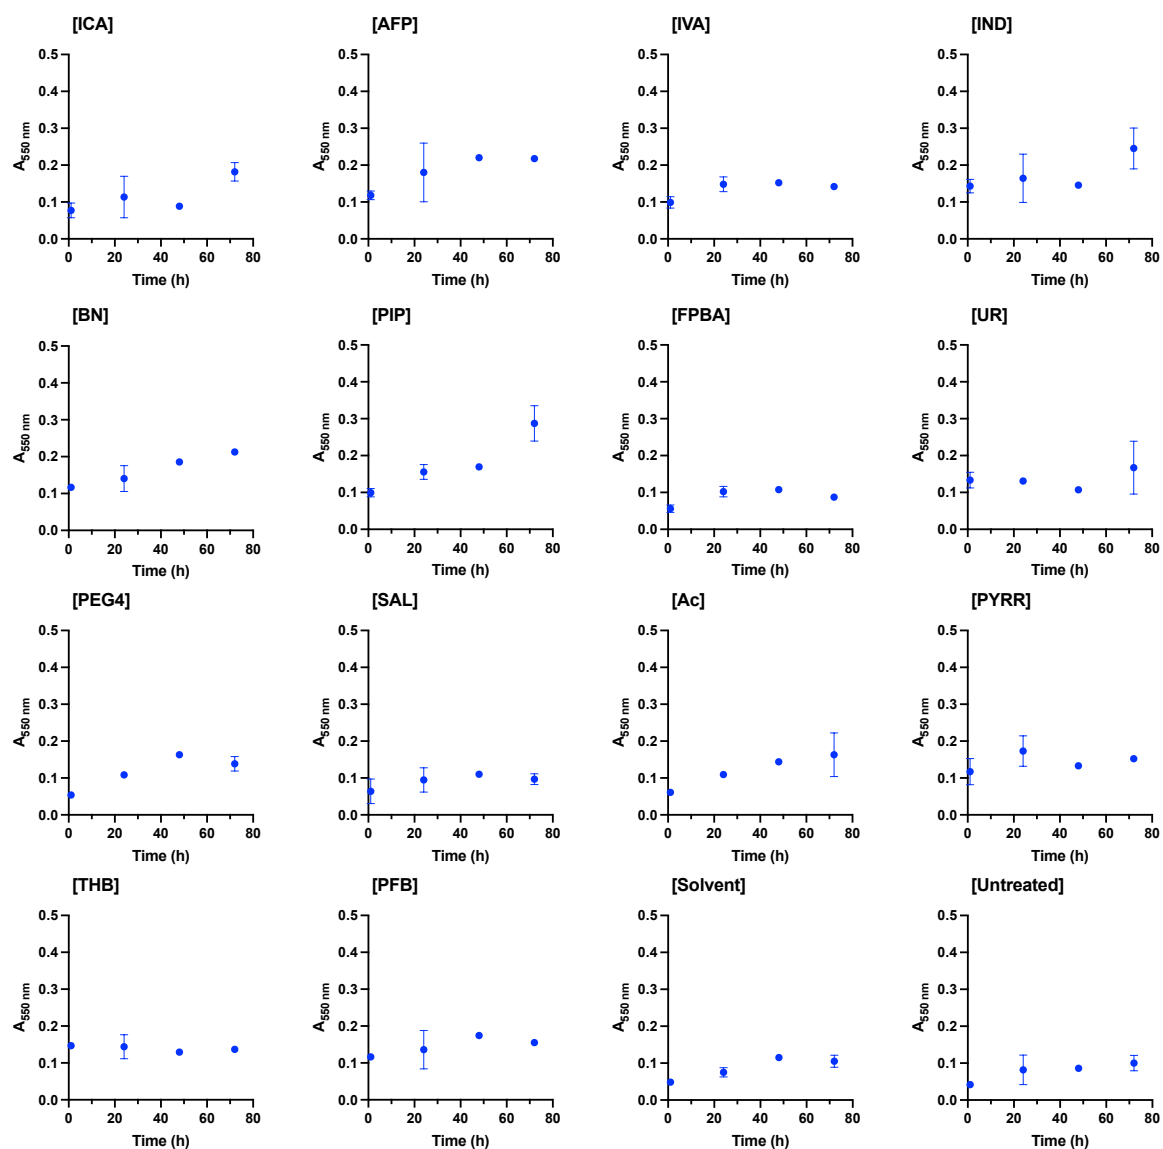 [ICA] [AFP] [IVA] [IND]
0.5 0.5 0.5 0.5
0.4 0.4 0.4 0.4
0.3 0.3 0.3 0.3
0.2 0.2 0.2 0.2
0.1 0.1 0.1 0.1
0.0 0.0 0.0 0.0
A550 nm A550 nm A550 nm A550 nm
0 20 40 60 80 0 20 40 60 80 0 20 40 60 80 0 20 40 60 80
Time (h) Time (h) Time (h) Time (h)
[BN] [PIP] [FPBA] [UR]
0.5 0.5 0.5 0.5
0.4 0.4 0.4 0.4
0.3 0.3 0.3 0.3
0.2 0.2 0.2 0.2
0.1 0.1 0.1 0.1
0.0 0.0 0.0 0.0
A550 nm A550 nm A550 nm A550 nm
0 20 40 60 80 0 20 40 60 80 0 20 40 60 80 0 20 40 60 80
Time (h) Time (h) Time (h) Time (h)
[PEG4] [SAL] [Ac] [PYRR]
0.5 0.5 0.5 0.5
0.4 0.4 0.4 0.4
0.3 0.3 0.3 0.3
0.2 0.2 0.2 0.2
0.1 0.1 0.1 0.1
0.0 0.0 0.0 0.0
A550 nm A550 nm A550 nm A550 nm
0 20 40 60 80 0 20 40 60 80 0 20 40 60 80 0 20 40 60 80
Time (h) Time (h) Time (h) Time (h)
[THB] [PFB] [Solvent] [Untreated]
0.5 0.5 0.5 0.5
0.4 0.4 0.4 0.4
0.3 0.3 0.3 0.3
0.2 0.2 0.2 0.2
0.1 0.1 0.1 0.1
0.0 0.0 0.0 0.0
A550 nm A550 nm A550 nm A550 nm
0 20 40 60 80 0 20 40 60 80 0 20 40 60 80 0 20 40 60 80
Time (h) Time (h) Time (h) Time (h)